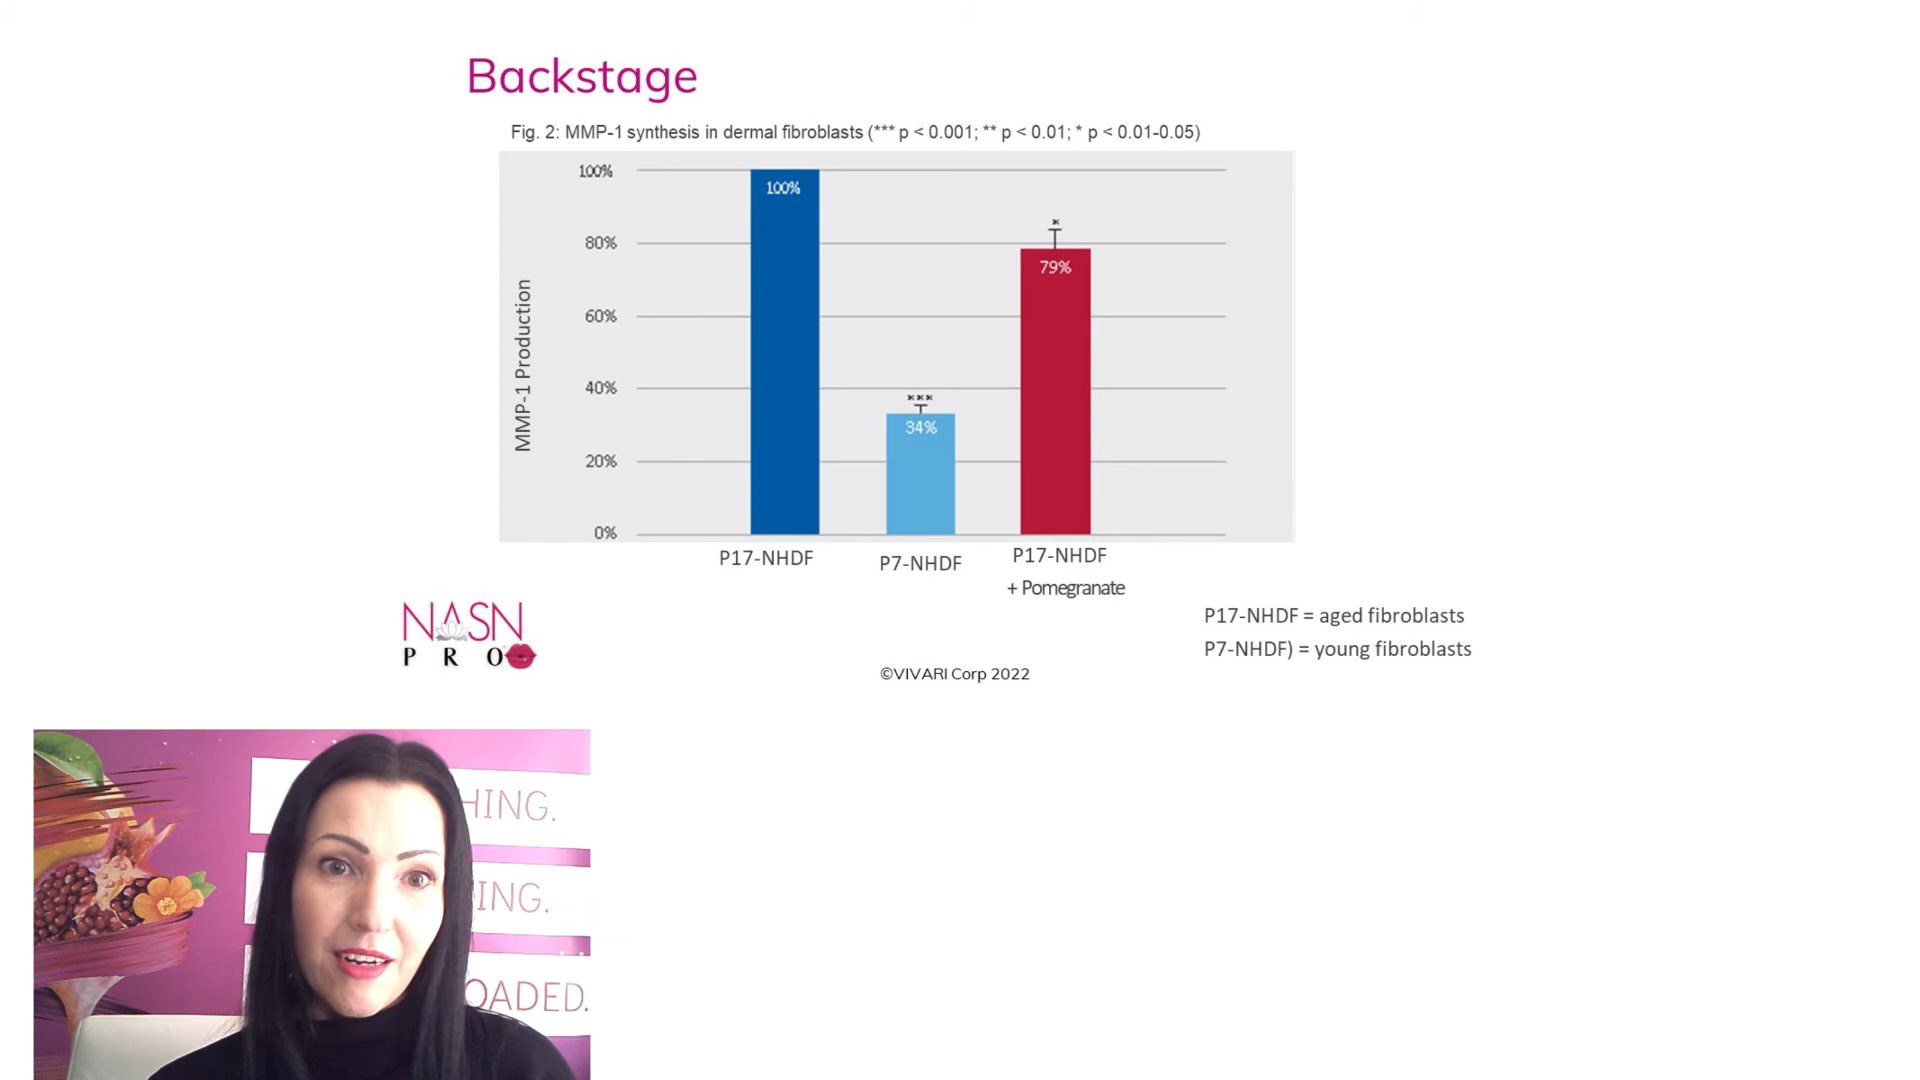 Backstage
Fig. 2: MMP-1 synthesis in dermal fibroblasts (*** p < 0.001; ** p < 0.01; * p < 0.01-0.05)
MMP-1 Production
100%
80%
60%
40%
20%
0%
100%
***
34%
*
79%
P17-NHDF
P7-NHDF
P17-NHDF
+ Pomegranate
NASN
PRO
P17-NHDF = aged fibroblasts
P7-NHDF) = young fibroblasts
©VIVARI Corp 2022
HING.
ING.
OADED.